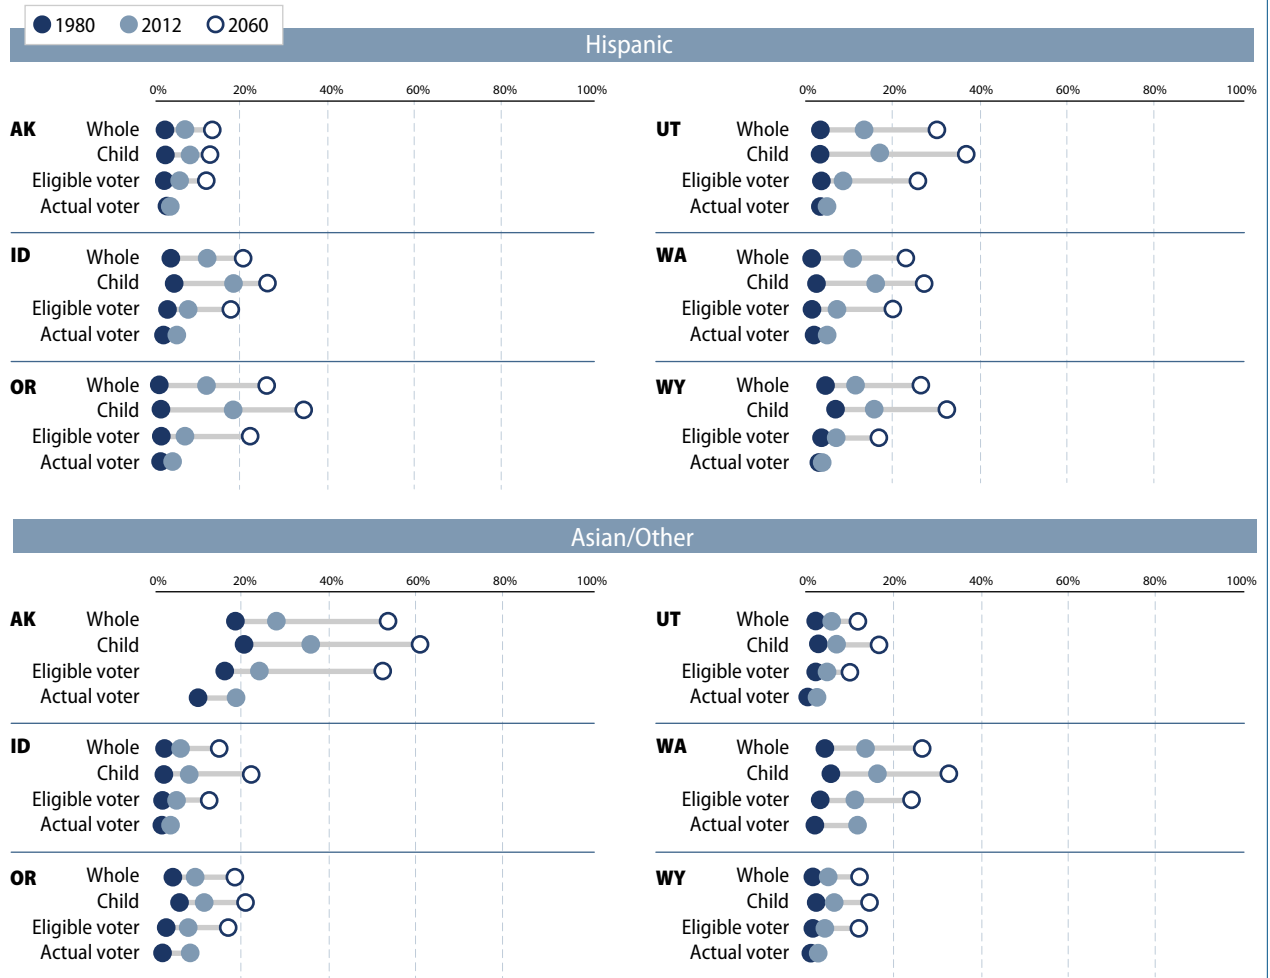 1980 2012 2060
Hispanic
0% 20% 40% 60% 80% 100%
AK Whole
Child
Eligible voter
Actual voter
ID Whole
Child
Eligible voter
Actual voter
OR Whole
Child
Eligible voter
Actual voter
0% 20% 40% 60% 80% 100%
UT Whole
Child
Eligible voter
Actual voter
WA Whole
Child
Eligible voter
Actual voter
WY Whole
Child
Eligible voter
Actual voter
Asian/Other
0% 20% 40% 60% 80% 100%
AK Whole
Child
Eligible voter
Actual voter
ID Whole
Child
Eligible voter
Actual voter
OR Whole
Child
Eligible voter
Actual voter
0% 20% 40% 60% 80% 100%
UT Whole
Child
Eligible voter
Actual voter
WA Whole
Child
Eligible voter
Actual voter
WY Whole
Child
Eligible voter
Actual voter